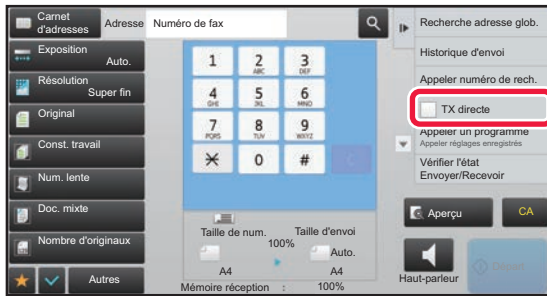 Carnet
d'adresses
Adresse
Numéro de fax
Exposition
Auto.
Résolution
Super fin
Original
Const. travail
Num. lente
Doc. mixte
Nombre d'originaux
Autres
1
2
ABC
3
DEF
4
GHI
5
JKL
6
MNO
7
PQRS
8
TUV
9
WXYZ
0
#
C
Taille de num.
100%
Taille d'envoi
Auto.
A4
A4
Mémoire réception : 100%
Recherche adresse glob.
Historique d'envoi
Appeler numéro de rech.
TX directe
Appeler un programme
Appeler réglages enregistrés
Vérifier l'état
Envoyer/Recevoir
Aperçu
CA
Haut-parleur
Départ